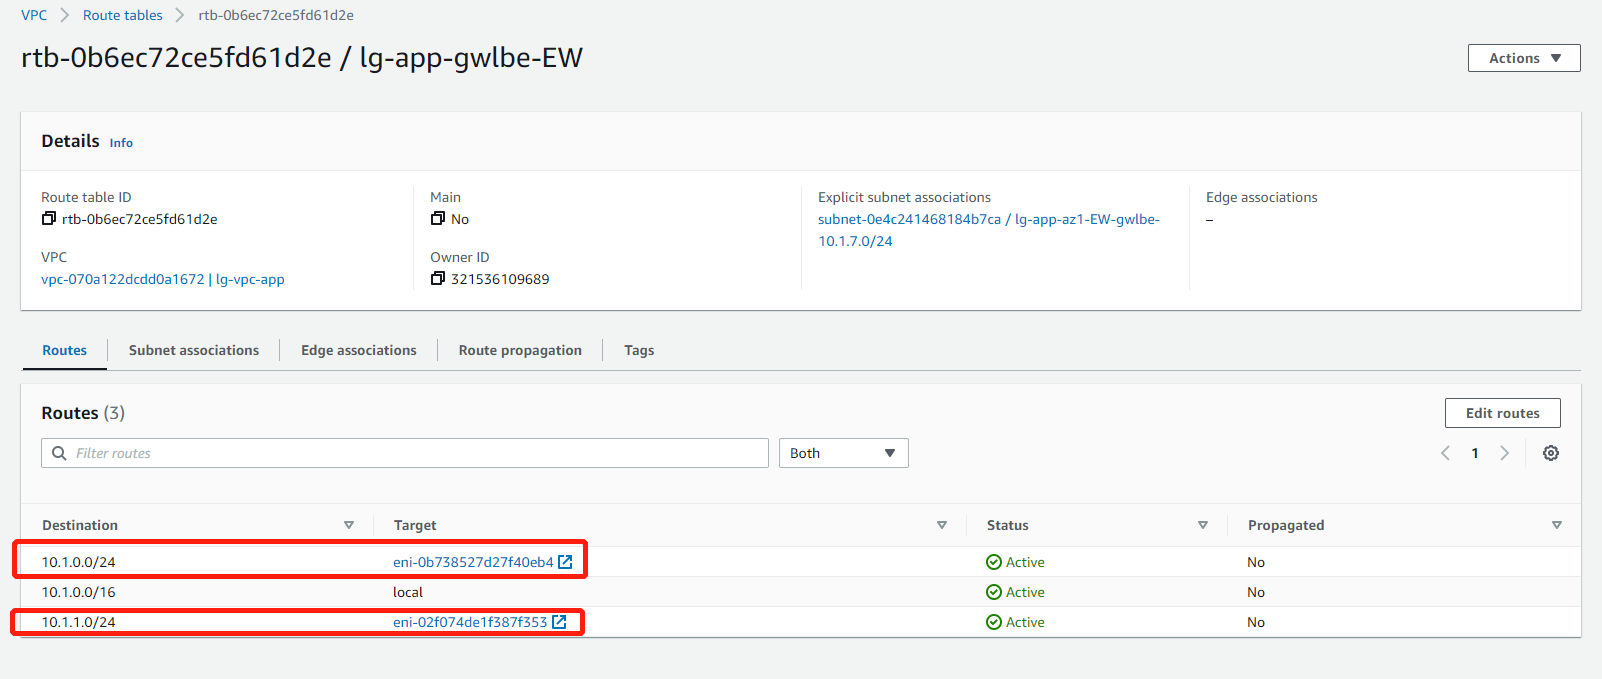 VPC > Route tables > rtb-0b6ec72ce5fd61d2e
rtb-0b6ec72ce5fd61d2e / lg-app-gwlbe-EW
Actions
Details Info
Route table ID
rtb-0b6ec72ce5fd61d2e
Main
No
Explicit subnet associations
subnet-0e4c241468184b7ca / lg-app-az1-EW-gwlbe-
10.1.7.0/24
Edge associations
–
VPC
vpc-070a122dcdd0a1672 | lg-vpc-app
Owner ID
321536109689
Routes Subnet associations Edge associations Route propagation Tags
Routes (3)
Edit routes
Filter routes
Both
1
Destination Target Status Propagated
10.1.0.0/24 eni-0b738527d27f40eb4 Active No
10.1.0.0/16 local Active No
10.1.1.0/24 eni-02f074de1f387f353 Active No